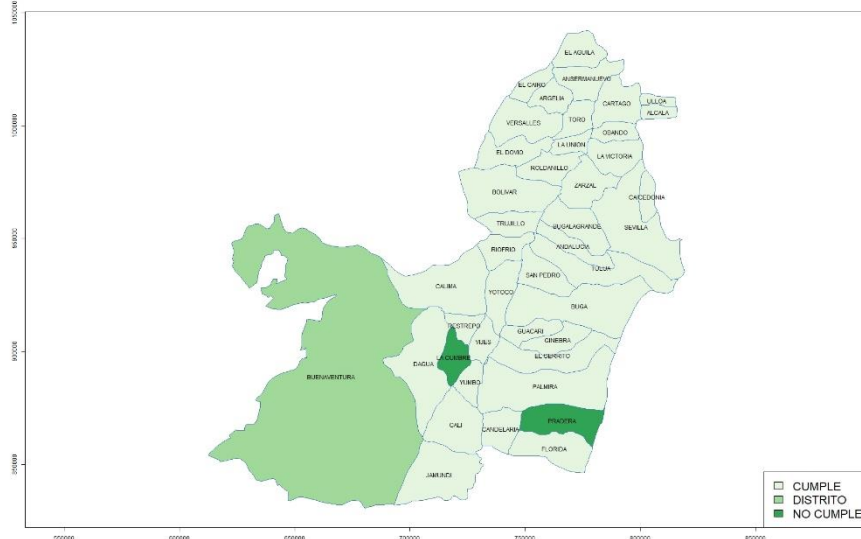 EL AGUILA
ANSERMANUEVO
EL CAIRO
ARGELIA
CARTAGO
ULLOA
ALCALA
VERSALLES
TORO
OBANDO
LA UNION
EL DOVIO
LA VICTORIA
ROLDANILLO
ZARZAL
BOLIVAR
CAICEDONIA
TRUJILLO
BUGALAGRANDE
SEVILLA
ANDALUCIA
RIOFRIO
TULUA
SAN PEDRO
CALIMA
YOTOCO
BUGA
RESTREPO
GUACARI
VIJES
GINEBRA
LA CUMBRE
EL CERRITO
DAGUA
BUENAVENTURA
YUMBO
PALMIRA
PRADERA
CALI
CANDELARIA
FLORIDA
JAMUNDI
CUMPLE
DISTRITO
NO CUMPLE
1000000
700000